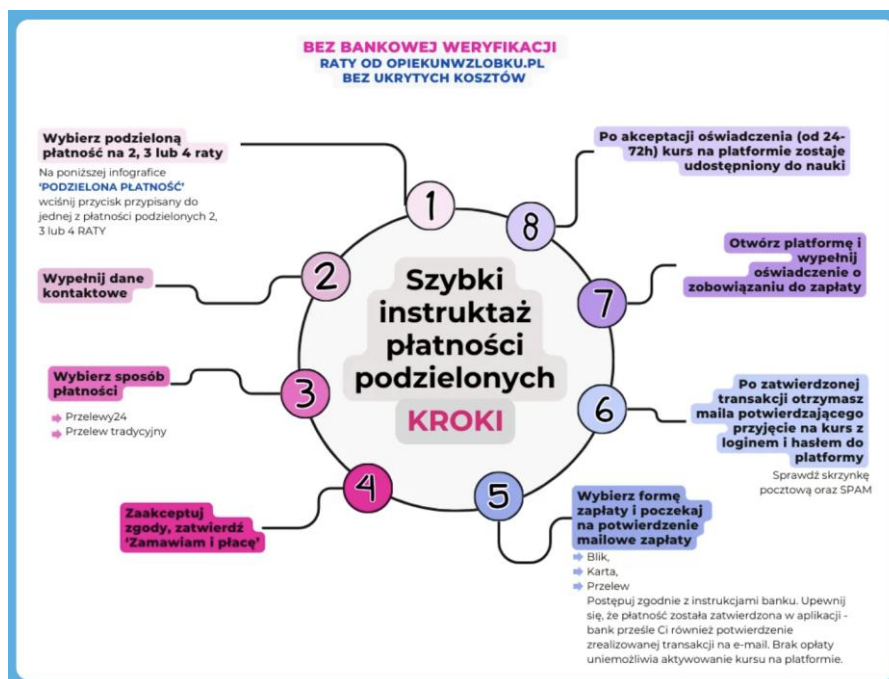 BEZ BANKOWEJ WERYFIKACJI
RATY OD OPIEKUNWZLOBKU.PL
BEZ UKRYTYCH KOSZTÓW
Szybki
instruktaż
płatności
podzielonych
KROKI
1
Wybierz podzieloną
płatność na 2, 3 lub 4 raty
Na poniższej infografice
'PODZIELONA PŁATNOŚĆ'
wciśnij przycisk przypisany do
jednej z płatności podzielonych 2,
3 lub 4 RATY
2
Wypełnij dane
kontaktowe
3
Wybierz sposób
płatności
Przelewy24
Przelew tradycyjny
4
Zaakceptuj
zgody, zatwierdź
'Zamawiam i płacę'
5
Wybierz formę
zapłaty i poczekaj
na potwierdzenie
mailowe zapłaty
Blik,
Karta,
Przelew
Postępuj zgodnie z instrukcjami banku. Upewnij
się, że płatność została zatwierdzona w aplikacji -
bank prześle Ci również potwierdzenie
zrealizowanej transakcji na e-mail. Brak opłaty
uniemożliwia aktywowanie kursu na platformie.
6
Po zatwierdzonej
transakcji otrzymasz
maila potwierdzającego
przyjęcie na kurs z
loginem i hasłem do
platformy
Sprawdź skrzynkę
pocztową oraz SPAM
7
Otwórz platformę i
wypełnij
oświadczenie o
zobowiązaniu do zapłaty
8
Po akceptacji oświadczenia (od 24-
72h) kurs na platformie zostaje
udostępniony do nauki